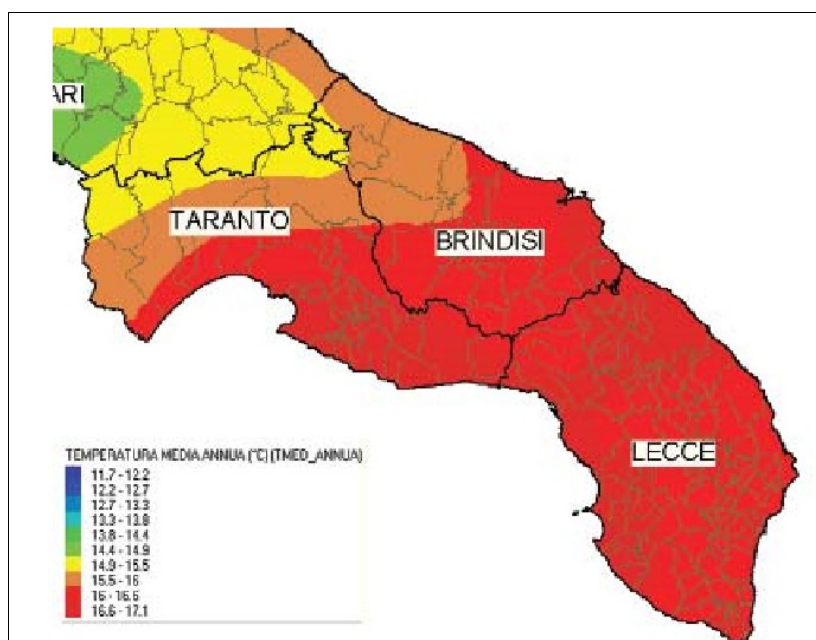 ARI
TARANTO
BRINDISI
LECCE
TEMPERATURA MEDIA ANNUA (°C) (TMED_ANNUA)
11.7 - 12.2
12.2 - 12.7
12.7 - 13.3
13.3 - 13.8
13.8 - 14.4
14.4 - 14.9
14.9 - 15.5
15.5 - 16
16 - 16.6
16.6 - 17.1